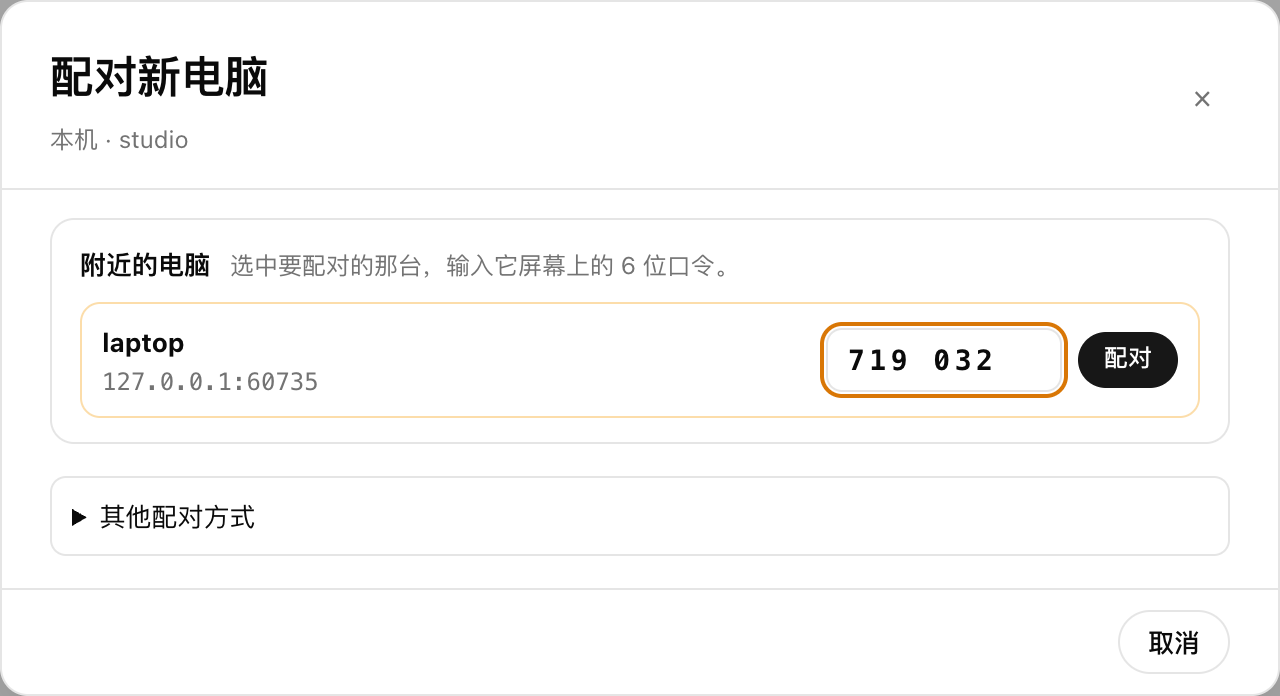 配对新电脑
本机 · studio
附近的电脑 选中要配对的那台，输入它屏幕上的 6 位口令。
laptop
127.0.0.1:60735
719 032
配对
其他配对方式
取消